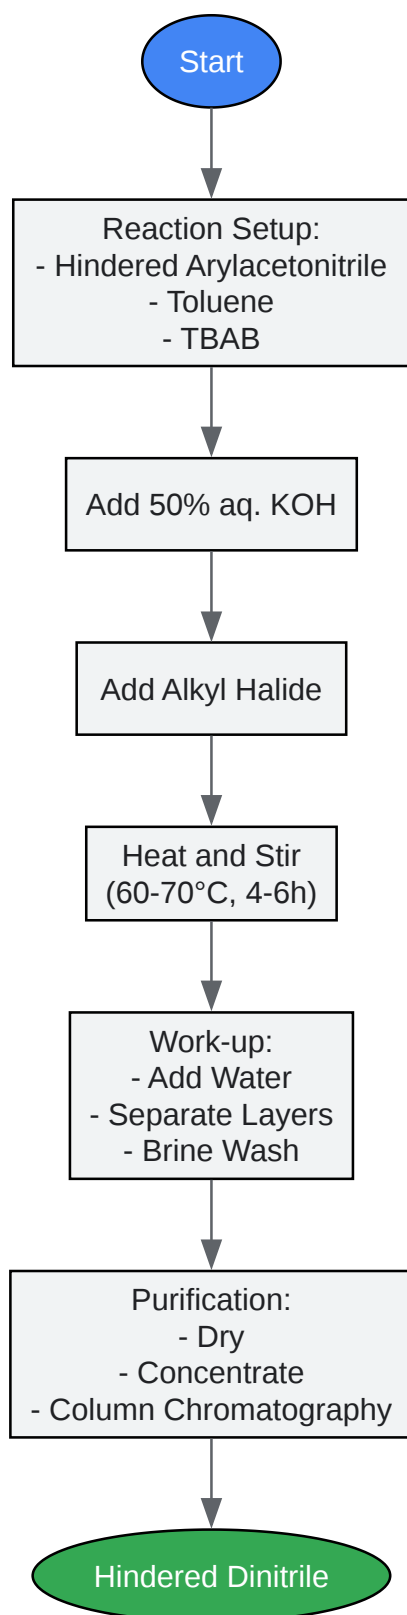 Start
Reaction Setup:
- Hindered Arylacetonitrile
- Toluene
- TBAB
Add 50% aq. KOH
Add Alkyl Halide
Heat and Stir
(60-70°C, 4-6h)
Work-up:
- Add Water
- Separate Layers
- Brine Wash
Purification:
- Dry
- Concentrate
- Column Chromatography
Hindered Dinitrile